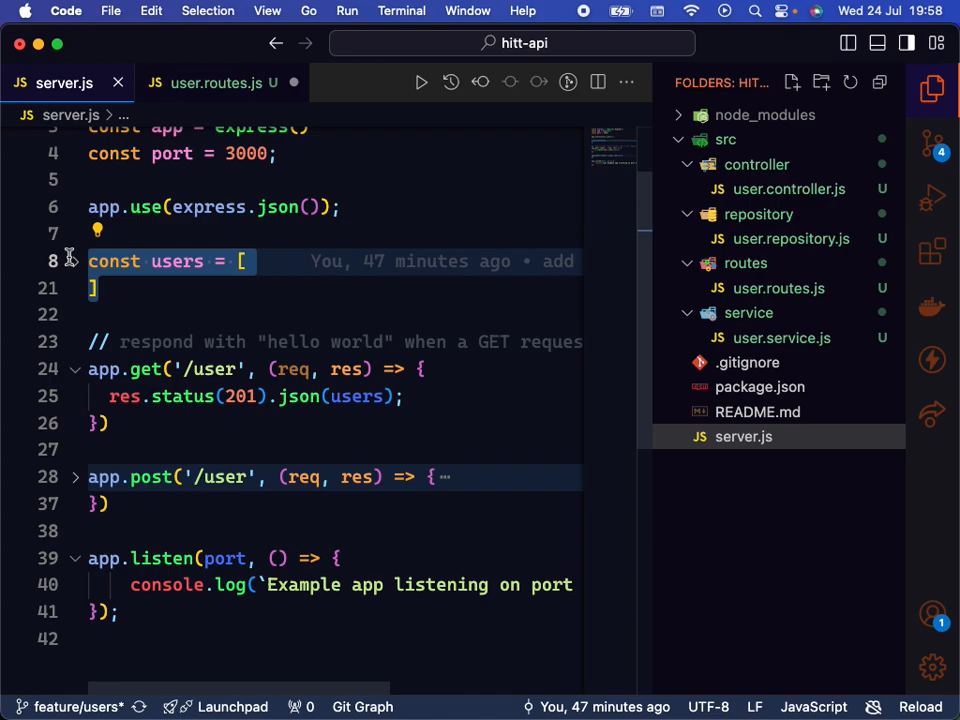 Code File Edit Selection View Go Run Terminal Window Help Wed 24 Jul 19:58
hitt-api
JS server.js
JS user.routes.js U
FOLDERS: HIT...
JS server.js > ...
3 const app = express()
4 const port = 3000;
5
6 app.use(express.json());
7
8 const users = [ You, 47 minutes ago • add
21 ]
22
23 // respond with "hello world" when a GET reques
24 app.get('/user', (req, res) => {
25 res.status(201).json(users);
26 })
27
28 app.post('/user', (req, res) => {…
37 })
38
39 app.listen(port, () => {
40 console.log(`Example app listening on port
41 });
42
node_modules
src
controller
JS user.controller.js U
repository
JS user.repository.js U
routes
JS user.routes.js U
service
JS user.service.js U
.gitignore
package.json
README.md
JS server.js
4
1
feature/users* Launchpad 0 Git Graph You, 47 minutes ago UTF-8 LF JavaScript Reload